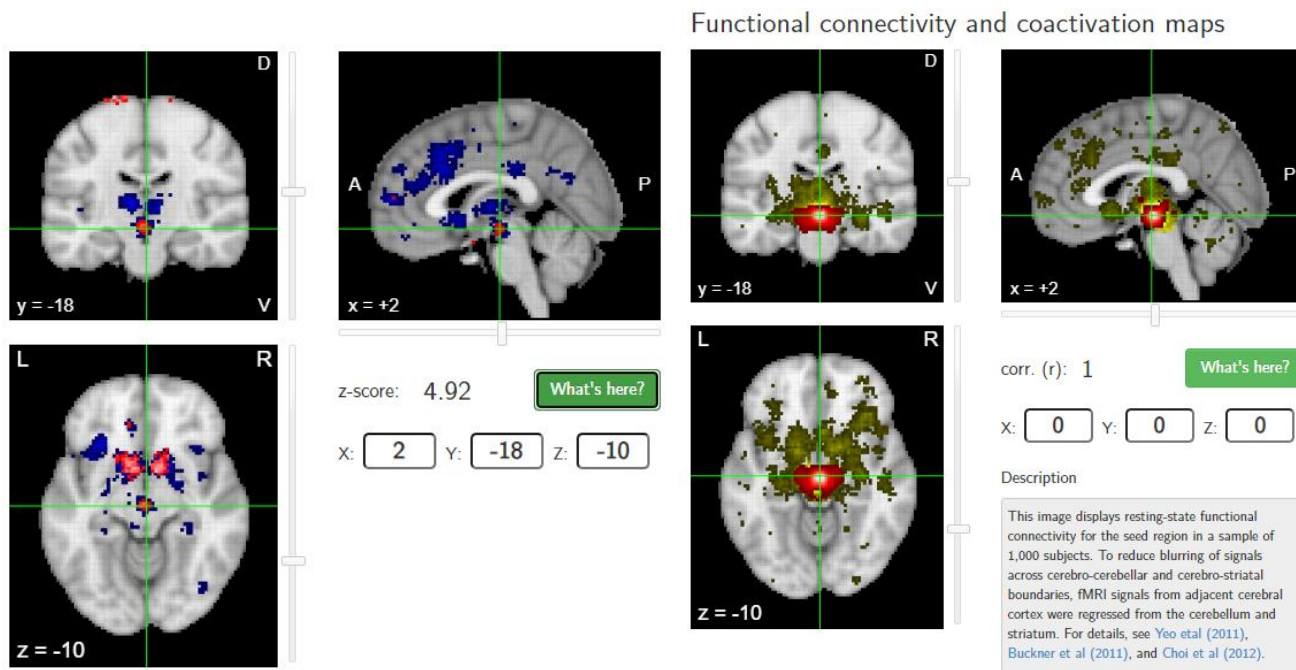 Functional connectivity and coactivation maps
D
y = -18
V
A
P
x = +2
L
R
z = -10
z-score: 4.92
What's here?
X: 2 Y: -18 Z: -10
D
y = -18
V
A
P
x = +2
L
R
z = -10
corr. (r): 1
What's here?
X: 0 Y: 0 Z: 0
Description
This image displays resting-state functional
connectivity for the seed region in a sample of
1,000 subjects. To reduce blurring of signals
across cerebro-cerebellar and cerebro-striatal
boundaries, fMRI signals from adjacent cerebral
cortex were regressed from the cerebellum and
striatum. For details, see Yeo etal (2011),
Buckner et al (2011), and Choi et al (2012).